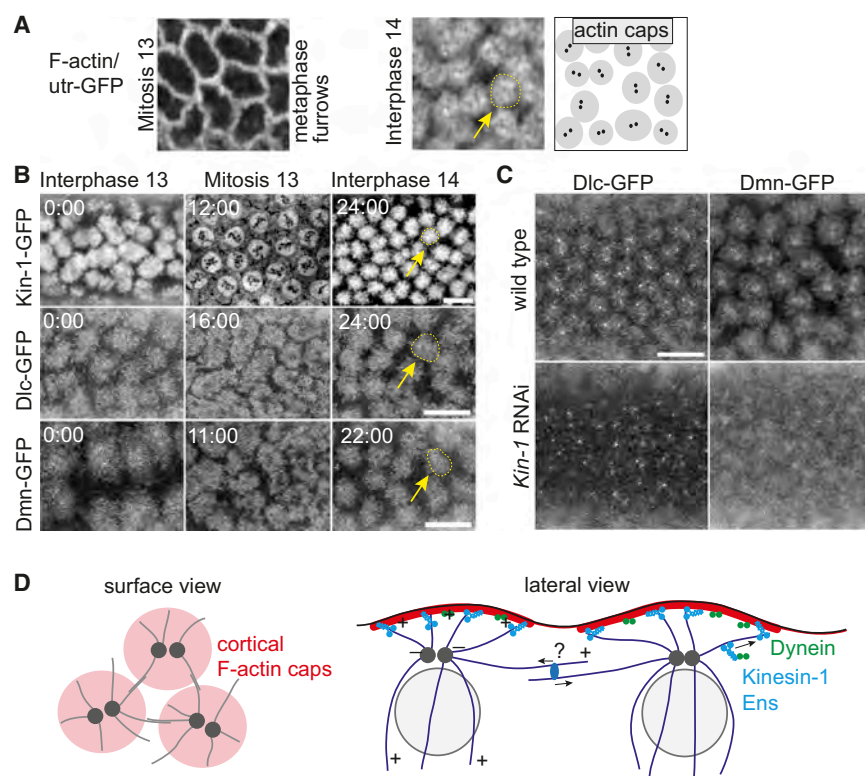 A
F-actin/
utr-GFP
Mitosis 13
metaphase
furrows
Interphase 14
actin caps
B
Interphase 13 Mitosis 13 Interphase 14
Kin-1-GFP
0:00 12:00 24:00
Dlc-GFP
0:00 16:00 24:00
Dmn-GFP
0:00 11:00 22:00
C
Dlc-GFP Dmn-GFP
wild type
Kin-1 RNAi
D
surface view
cortical
F-actin caps
lateral view
+ + + +
– –
? +
+ +
Dynein
Kinesin-1
Ens